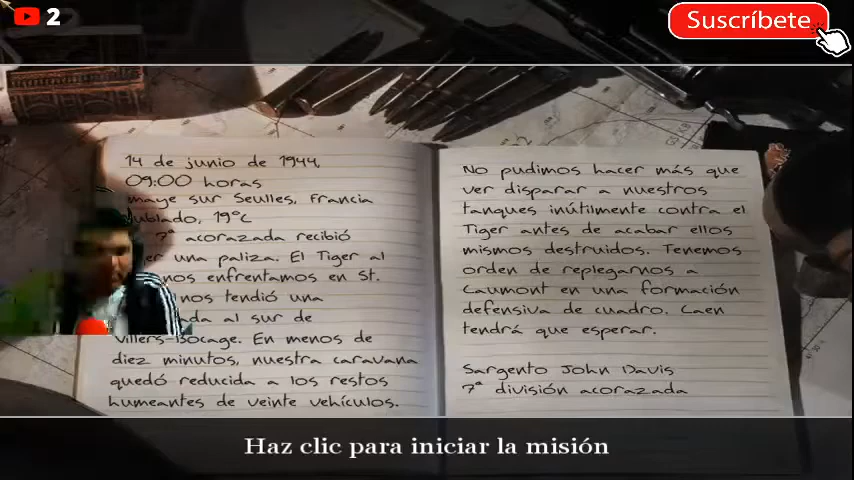 2
Suscríbete
14 de junio de 1944,
09:00 horas
maye sur Seulles, Francia
ublado, 19ºC
7ª acorazada recibió
er una paliza. El Tiger al
nos enfrentamos en St.
nos tendió una
ada al sur de
Villers-Bocage. En menos de
diez minutos, nuestra caravana
quedó reducida a los restos
humeantes de veinte vehículos.
No pudimos hacer más que
ver disparar a nuestros
tanques inútilmente contra el
Tiger antes de acabar ellos
mismos destruidos. Tenemos
orden de replegarnos a
Caumont en una formación
defensiva de cuadro. Caen
tendrá que esperar.
Sargento John Davis
7ª división acorazada
Haz clic para iniciar la misión